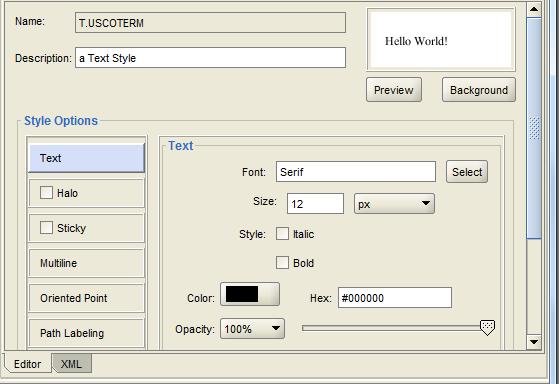 Name: T.USCOTERM
Hello World!
Description: a Text Style
Preview Background
Style Options
Text
Halo
Sticky
Multiline
Oriented Point
Path Labeling
Text
Font: Serif Select
Size: 12 px
Style: Italic
Bold
Color: Hex: #000000
Opacity: 100%
Editor XML